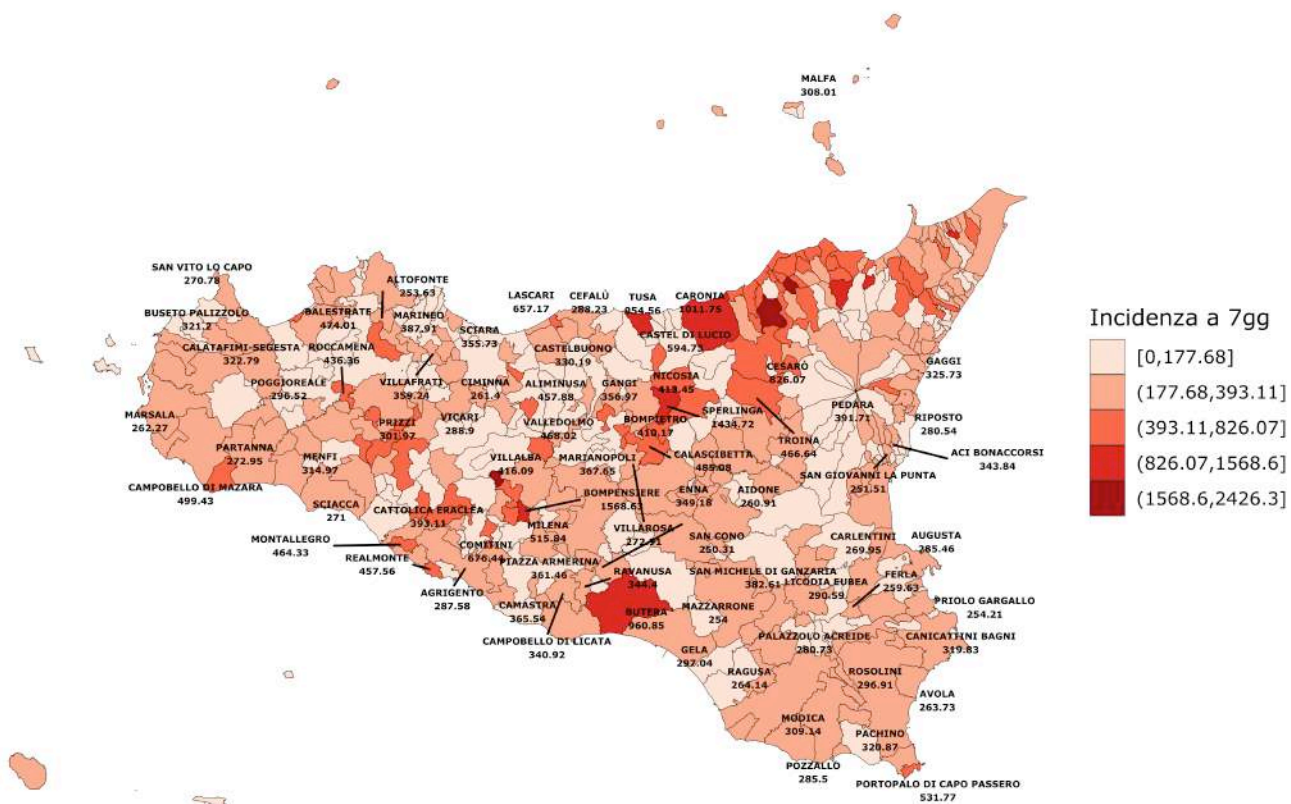 MALFA
308.01
SAN VITO LO CAPO
270.78
ALTOFONTE
253.63
LASCARI
657.17
CEFALÙ
288.23
TUSA
854.56
CARONIA
1011.75
BUSETO PALIZZOLO
321.2
BALESTRATE
474.01
MARINEO
387.91
SCIARA
355.73
CASTEL DI LUCIO
594.73
CALATAFIMI-SEGESTA
322.79
ROCCAMENA
436.36
CASTELBUONO
330.19
CESARÒ
826.07
GAGGI
325.73
POGGIOREALE
296.52
VILLAFRATI
359.24
CIMINNA
261.4
ALIMINUSA
457.88
GANGI
356.97
NICOSIA
413.45
MARSALA
262.27
PRIZZI
301.97
VICARI
288.9
VALLEDOLMO
468.02
BOMPIETRO
419.17
SPERLINGA
1434.72
PEDARA
391.71
RIPOSTO
280.54
PARTANNA
272.95
MENFI
314.97
VILLALBA
416.09
MARIANOPOLI
367.65
CALASCIBETTA
485.08
TROINA
466.64
ACI BONACCORSI
343.84
SAN GIOVANNI LA PUNTA
251.51
CAMPOBELLO DI MAZARA
499.43
SCIACCA
271
CATTOLICA ERACLEA
393.11
BOMPENSIERE
1568.63
ENNA
349.18
AIDONE
260.91
MONTALLEGRO
464.33
MILENA
515.84
VILLAROSA
272.91
SAN CONO
250.31
CARLENTINI
269.95
AUGUSTA
285.46
REALMONTE
457.56
COMITINI
676.44
PIAZZA ARMERINA
361.46
RAVANUSA
344.4
SAN MICHELE DI GANZARIA
382.61
LICODIA EUBEA
290.59
FERLA
259.63
AGRIGENTO
287.58
CAMASTRA
365.54
BUTERA
960.85
MAZZARRONE
254
PRIOLO GARGALLO
254.21
CAMPOBELLO DI LICATA
340.92
PALAZZOLO ACREIDE
280.73
CANICATTINI BAGNI
319.83
GELA
297.04
RAGUSA
264.14
ROSOLINI
296.91
AVOLA
263.73
MODICA
309.14
PACHINO
320.87
POZZALLO
285.5
PORTOPALO DI CAPO PASSERO
531.77
Incidenza a 7gg
[0,177.68]
(177.68,393.11]
(393.11,826.07]
(826.07,1568.6]
(1568.6,2426.3]